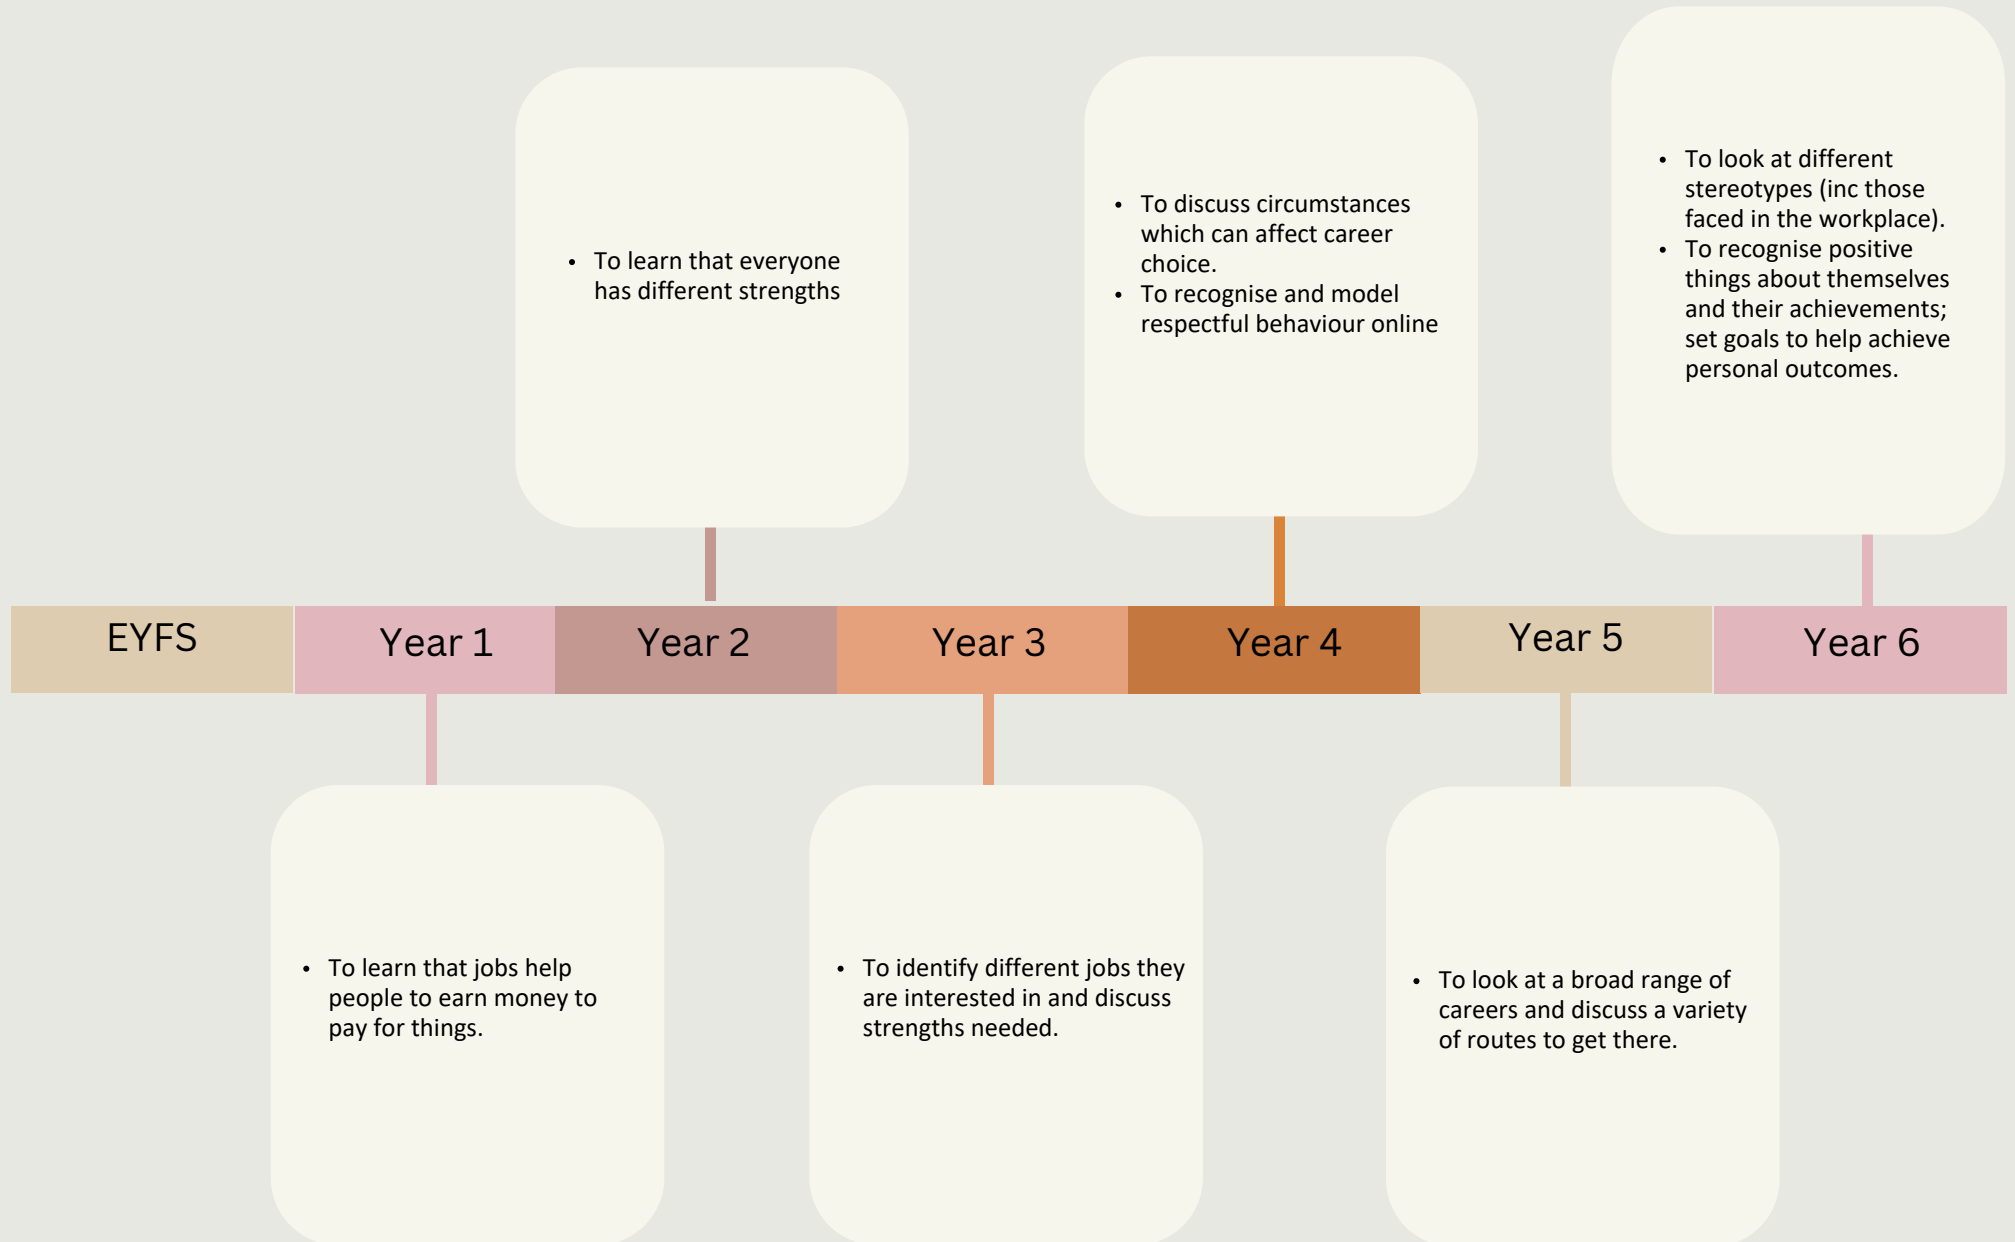 • To learn that everyone
has different strengths
• To discuss circumstances
which can affect career
choice.
• To recognise and model
respectful behaviour online
• To look at different
stereotypes (inc those
faced in the workplace).
• To recognise positive
things about themselves
and their achievements;
set goals to help achieve
personal outcomes.
EYFS
Year 1
Year 2
Year 3
Year 4
Year 5
Year 6
• To learn that jobs help
people to earn money to
pay for things.
• To identify different jobs they
are interested in and discuss
strengths needed.
• To look at a broad range of
careers and discuss a variety
of routes to get there.